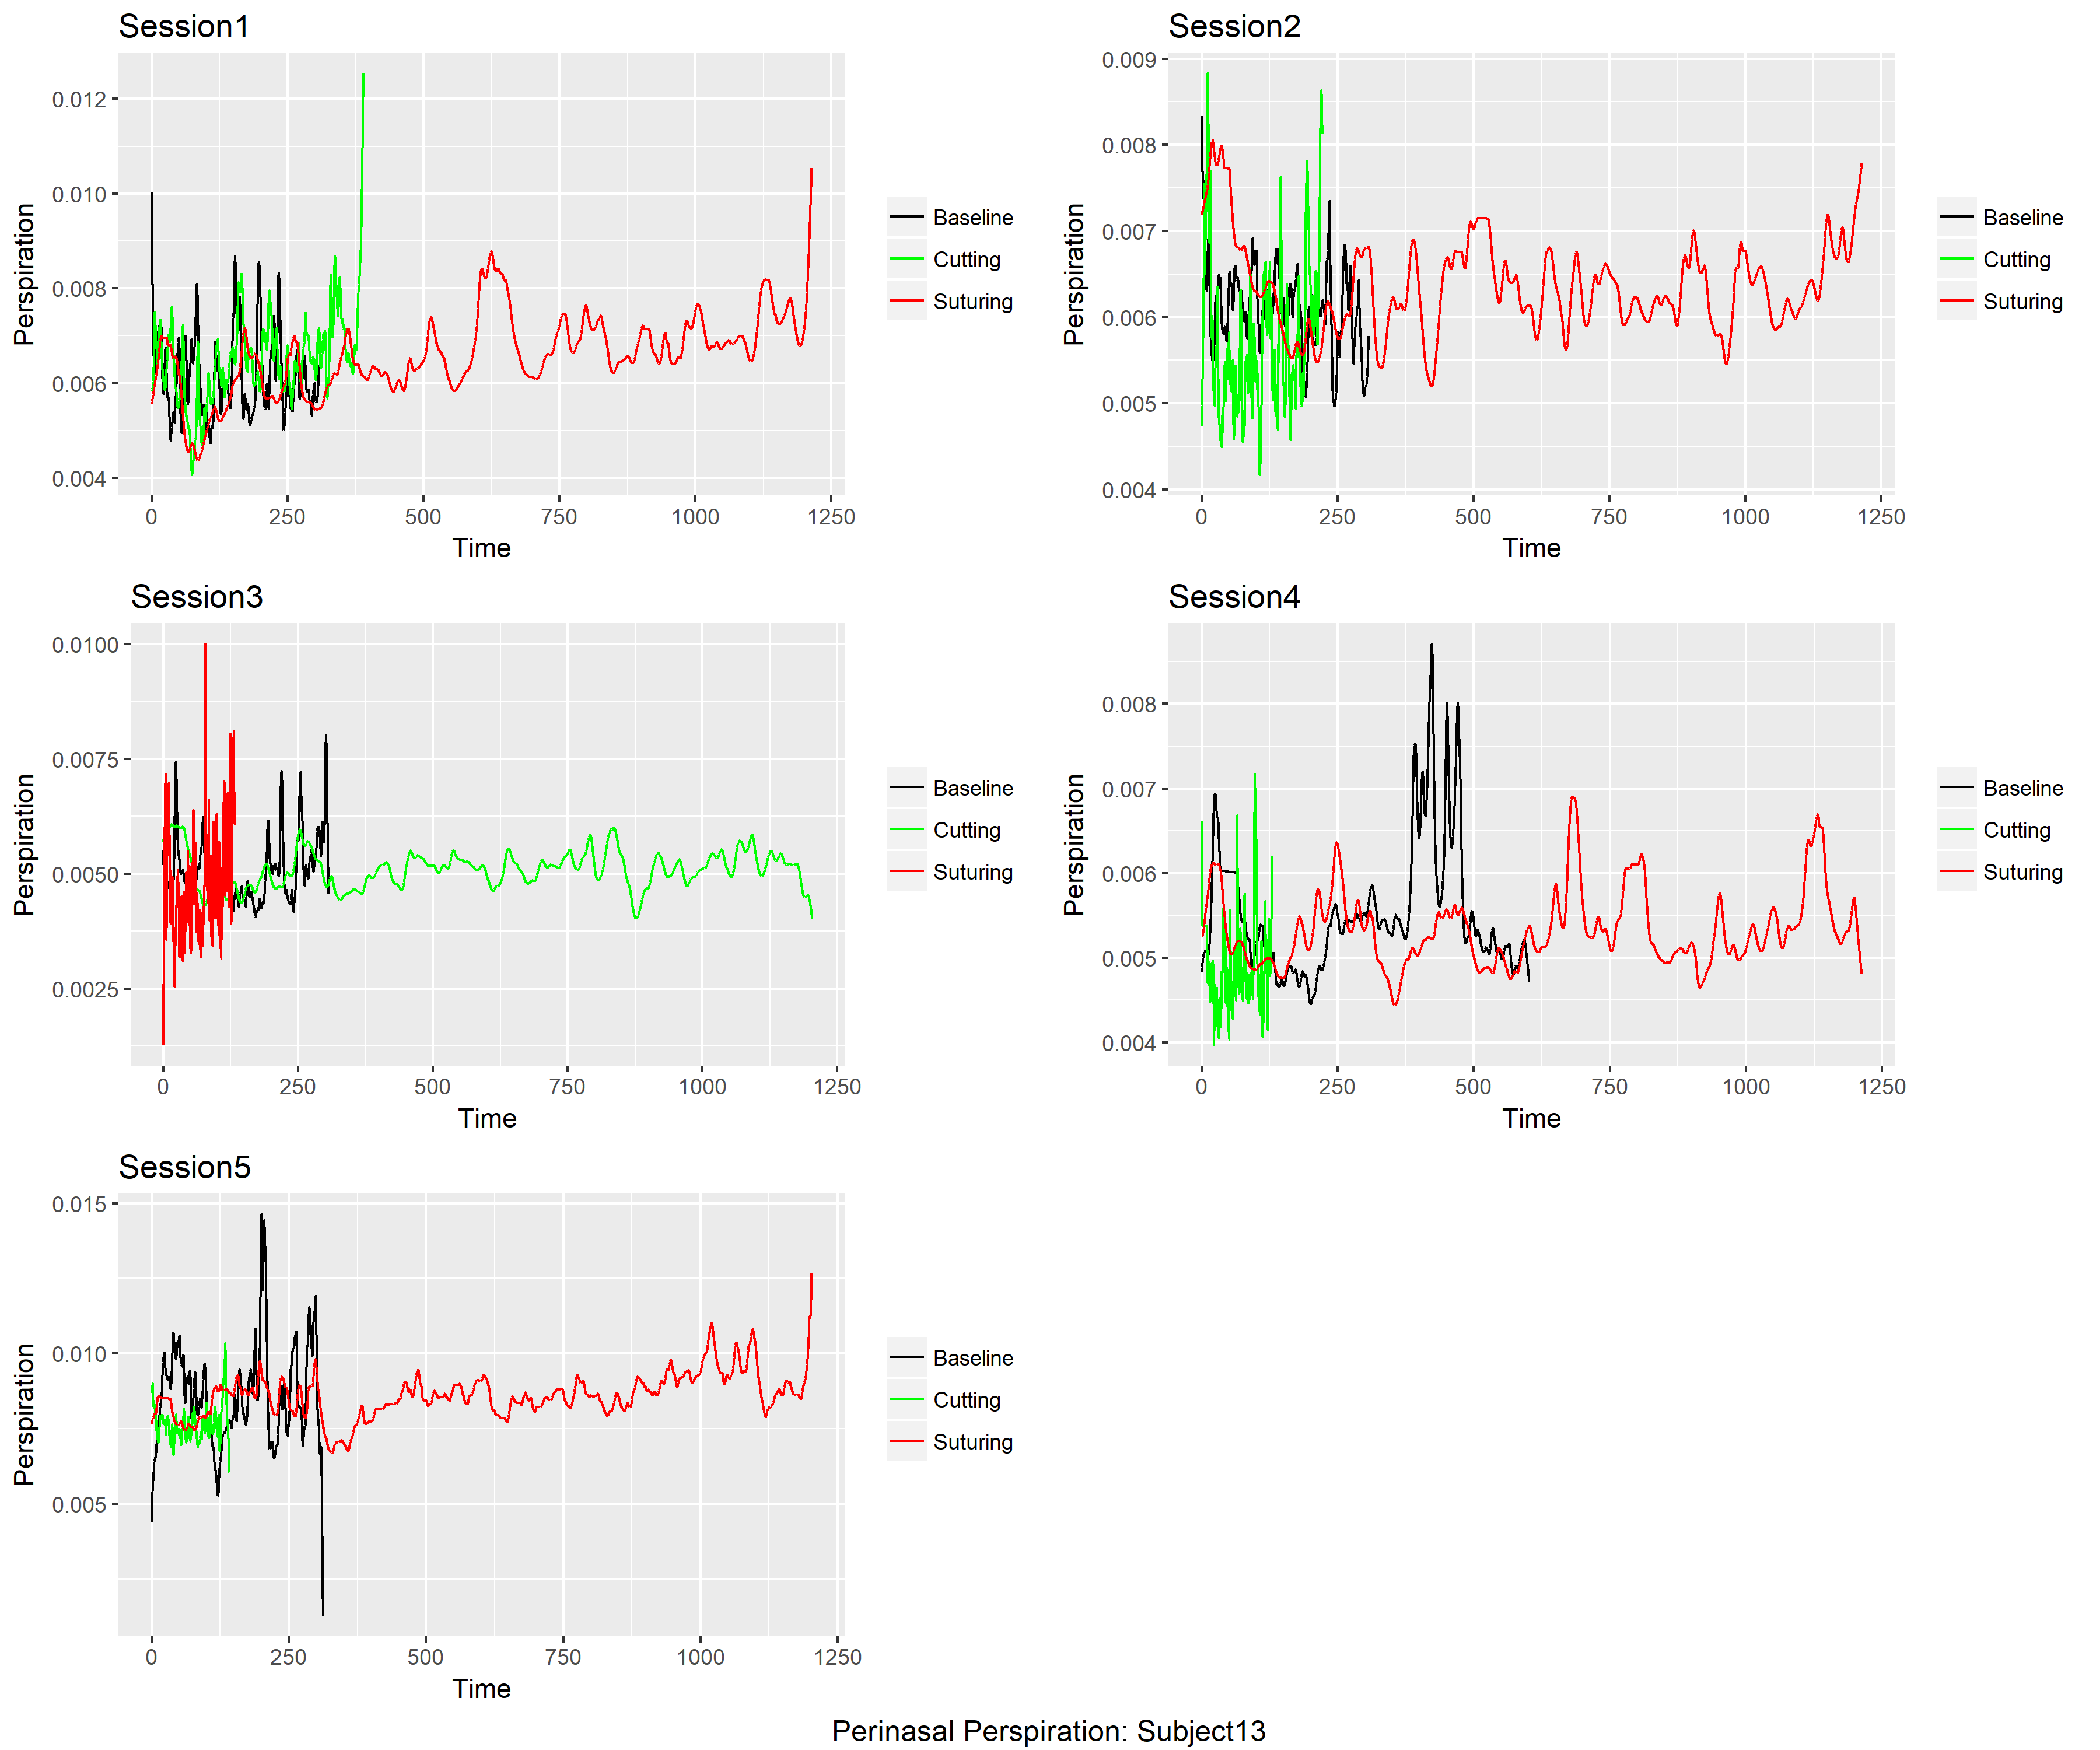 Session1
0.012
0.010
0.008
0.006
0.004
Perspiration
0 250 500 750 1000 1250
Time
Baseline
Cutting
Suturing
Session2
0.009
0.008
0.007
0.006
0.005
0.004
Perspiration
0 250 500 750 1000 1250
Time
Baseline
Cutting
Suturing
Session3
0.0100
0.0075
0.0050
0.0025
Perspiration
0 250 500 750 1000 1250
Time
Baseline
Cutting
Suturing
Session4
0.008
0.007
0.006
0.005
0.004
Perspiration
0 250 500 750 1000 1250
Time
Baseline
Cutting
Suturing
Session5
0.015
0.010
0.005
Perspiration
0 250 500 750 1000 1250
Time
Baseline
Cutting
Suturing
Perinasal Perspiration: Subject13